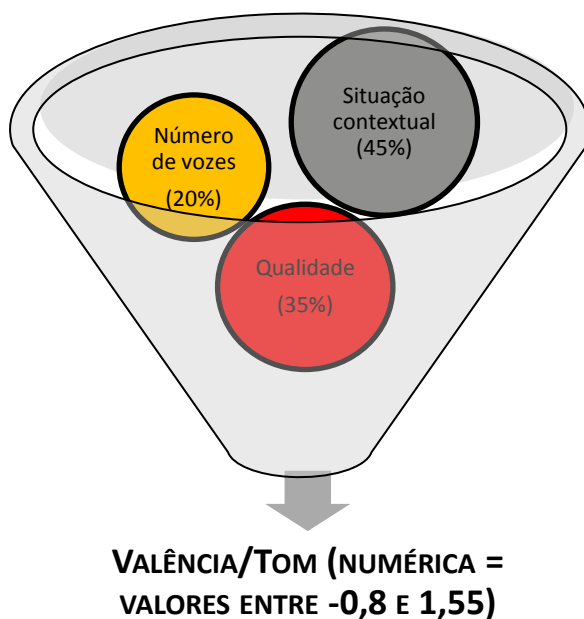 Situação
contextual
(45%)
Número
de vozes
(20%)
Qualidade
(35%)
VALÊNCIA/TOM (NUMÉRICA =
VALORES ENTRE -0,8 E 1,55)